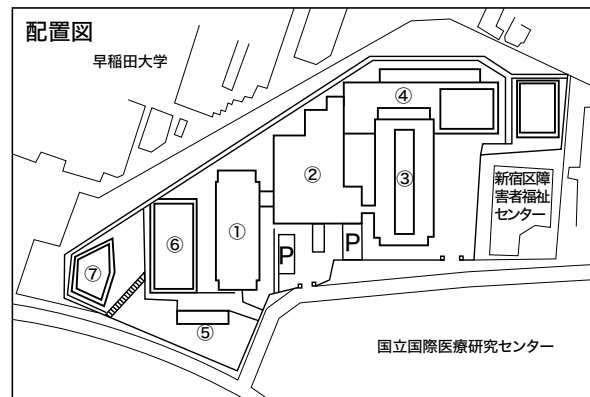 配置図
早稲田大学
④
②
③
新宿区障
害者福祉
センター
⑥
①
P
P
⑦
⑤
国立国際医療研究センター